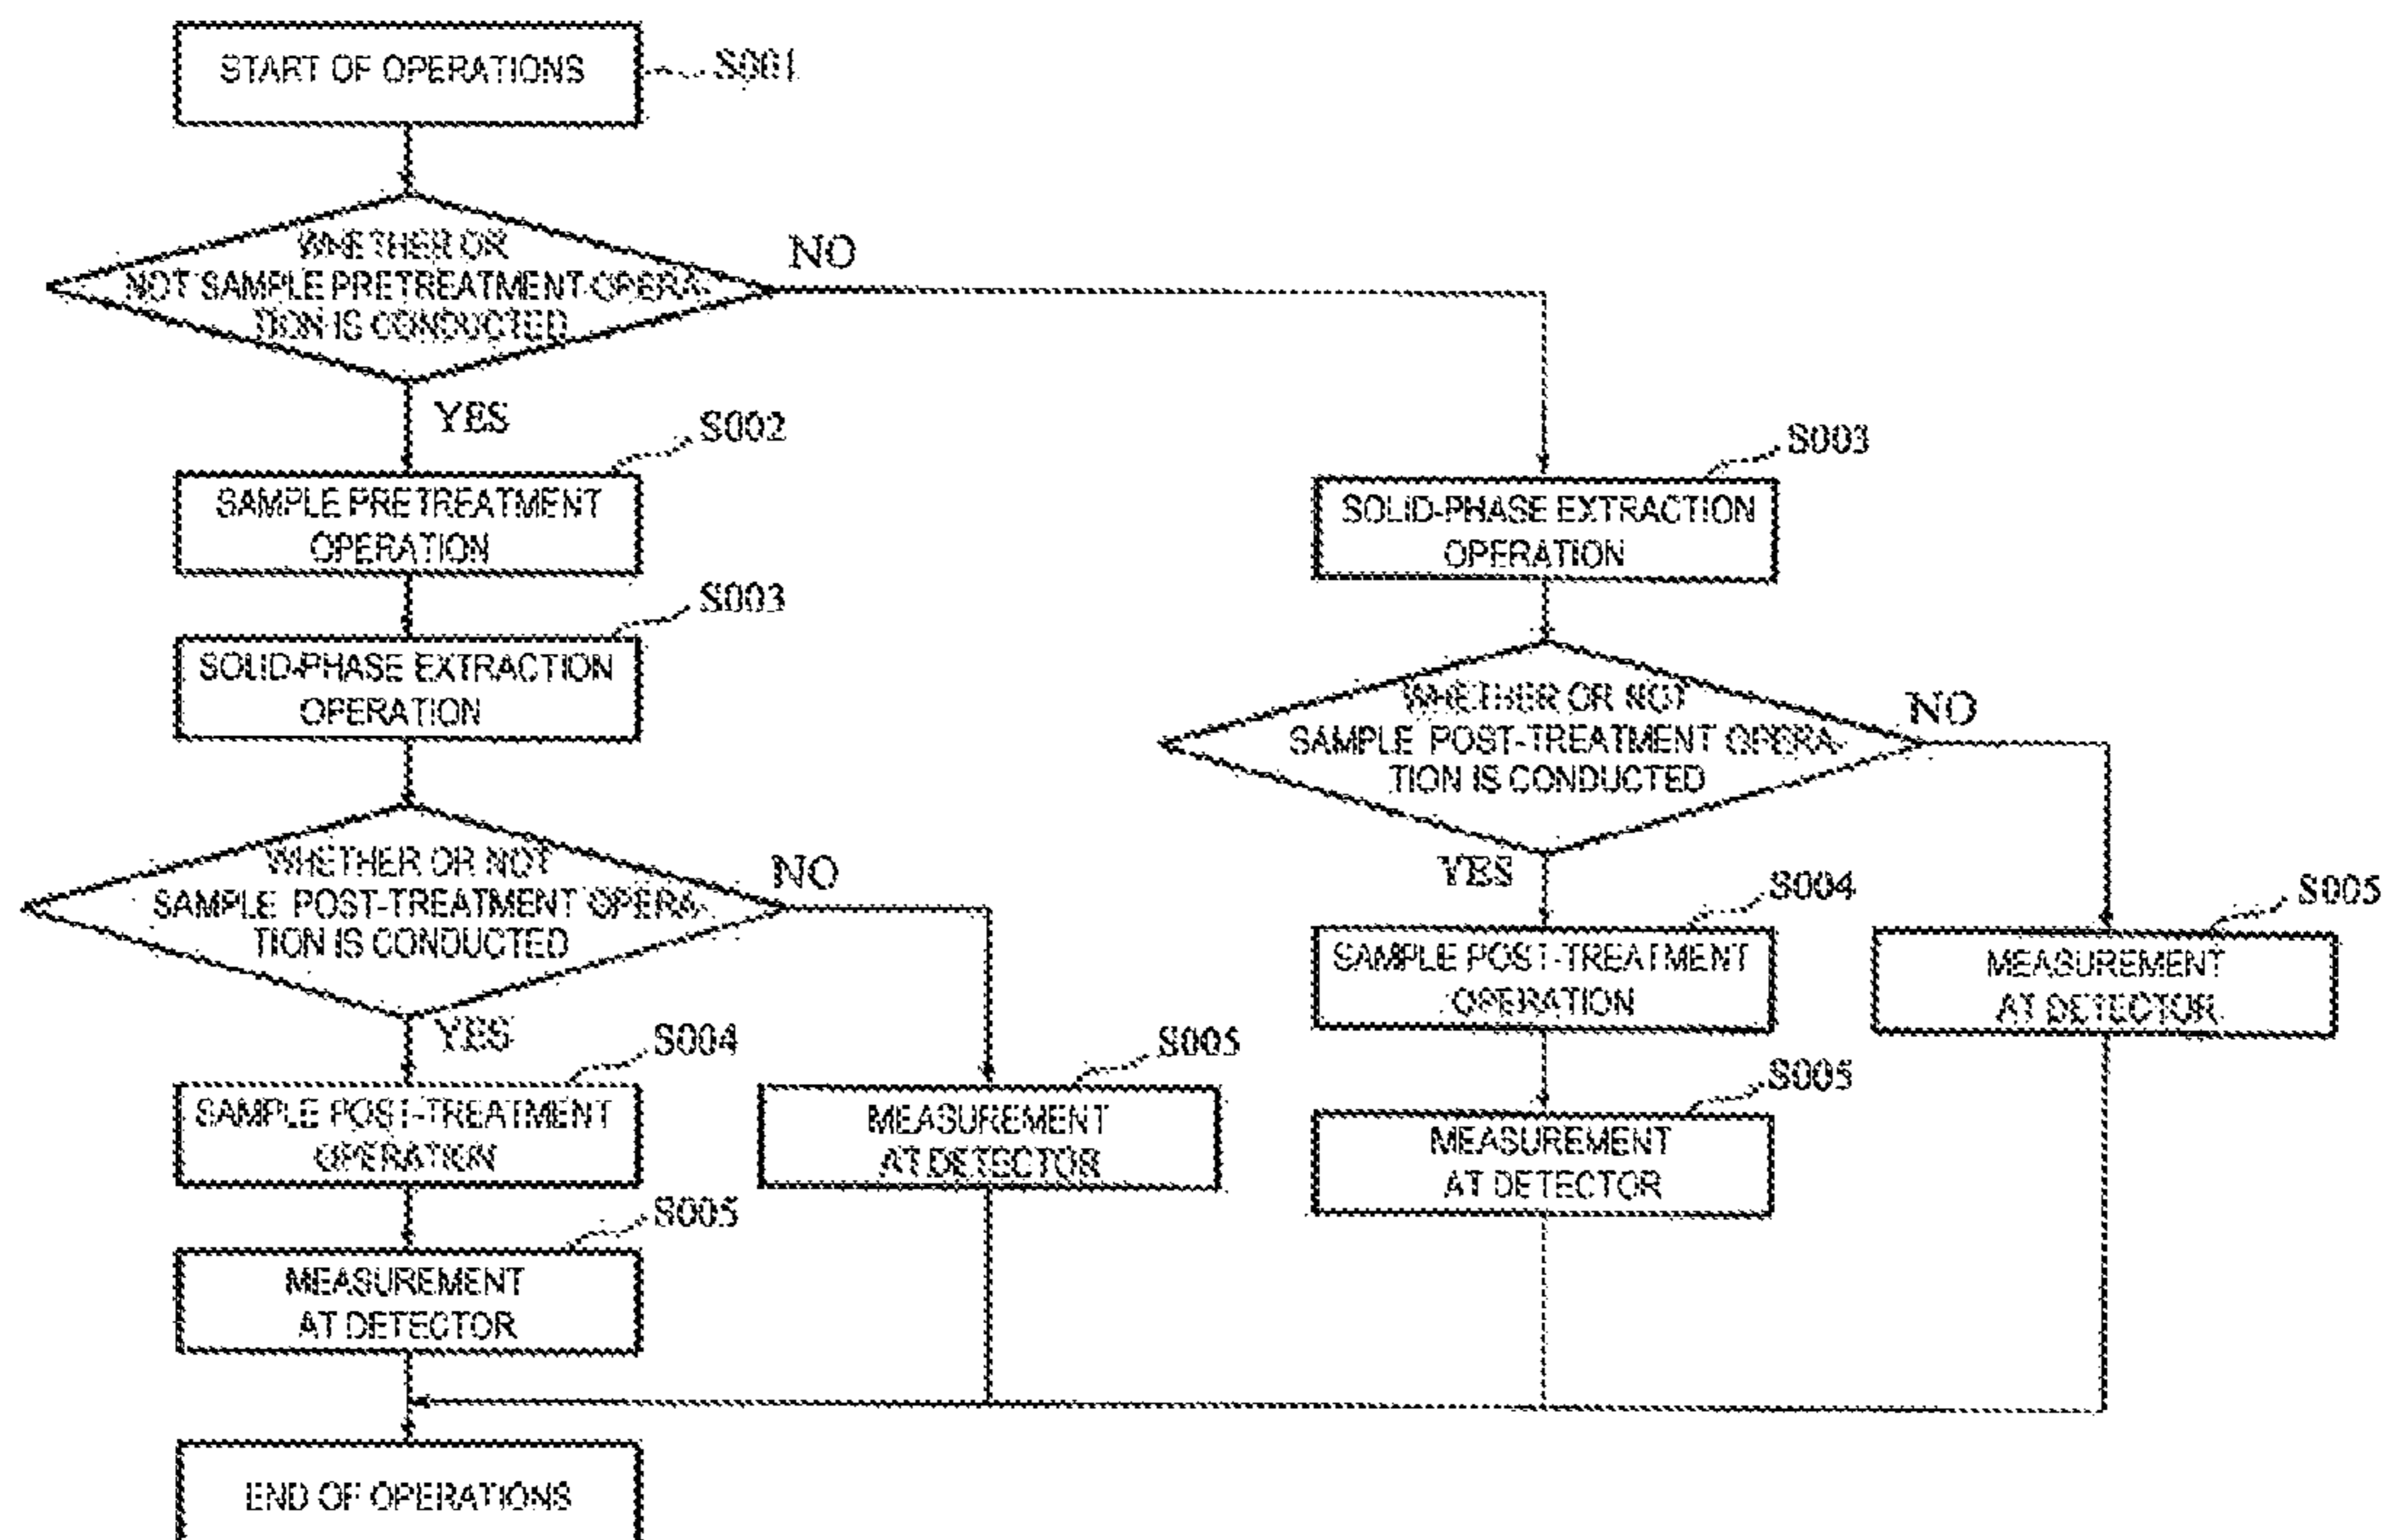 START OF OPERATIONS
S001
WHETHER OR
NOT SAMPLE PRETREATMENT OPERA-
TION IS CONDUCTED
NO
YES
S002
SAMPLE PRETREATMENT
OPERATION
S003
SOLID-PHASE EXTRACTION
OPERATION
WHETHER OR NOT
SAMPLE POST-TREATMENT OPERA-
TION IS CONDUCTED
NO
YES
S004
SAMPLE POST-TREATMENT
OPERATION
S005
MEASUREMENT
AT DETECTOR
S005
MEASUREMENT
AT DETECTOR
S003
SOLID-PHASE EXTRACTION
OPERATION
WHETHER OR NOT
SAMPLE POST-TREATMENT OPERA-
TION IS CONDUCTED
NO
YES
S004
SAMPLE POST-TREATMENT
OPERATION
S005
MEASUREMENT
AT DETECTOR
S005
MEASUREMENT
AT DETECTOR
END OF OPERATIONS